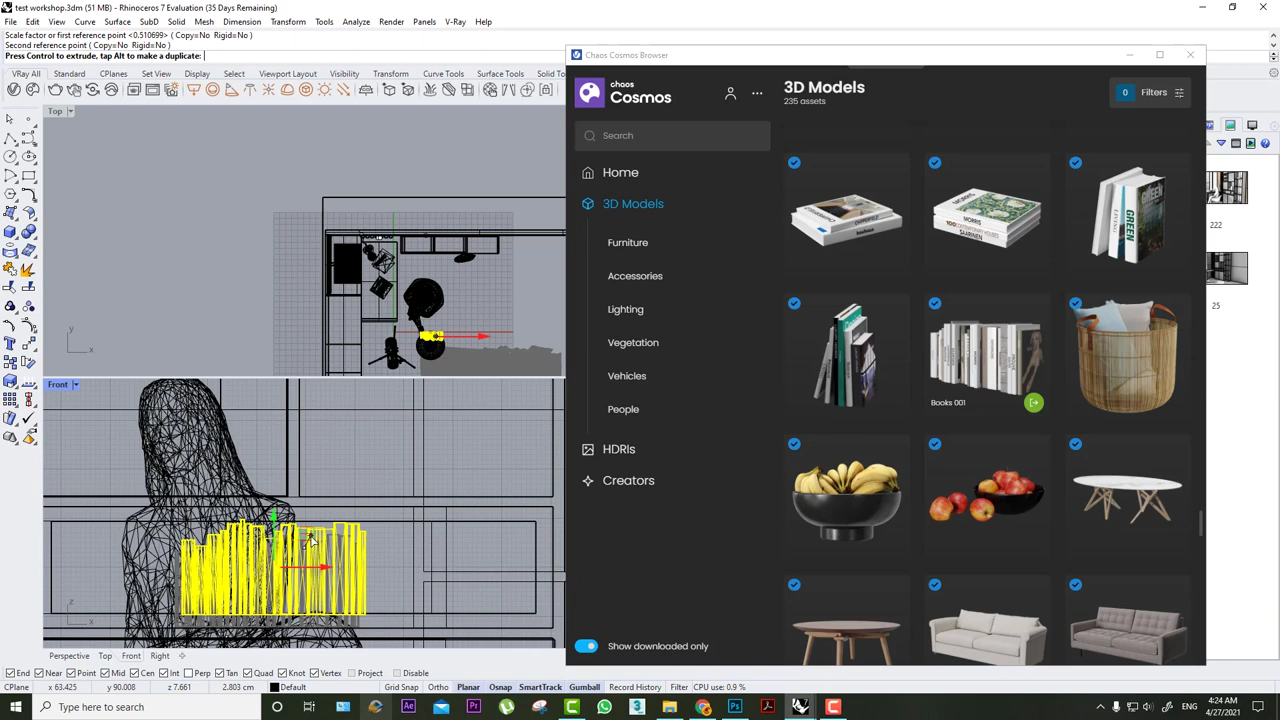 test workshop.3dm (51 MB) - Rhinoceros 7 Evaluation (35 Days Remaining)
File Edit View Curve Surface SubD Solid Mesh Dimension Transform Tools Analyze Render Panels V-Ray Help
Scale factor or first reference point <0.510699> ( Copy=No Rigid=No )
Second reference point ( Copy=No Rigid=No )
Press Control to extrude, tap Alt to make a duplicate:
VRay All Standard CPlanes Set View Display Select Viewport Layout Visibility Transform Curve Tools Surface Tools Solid To
Top
y
x
Front
z
x
Chaos Cosmos Browser
chaos
Cosmos
Search
Home
3D Models
Furniture
Accessories
Lighting
Vegetation
Vehicles
People
HDRIs
Creators
Show downloaded only
3D Models
235 assets
0 Filters
MORRIS
SAARINEN
GREEN
Books 001
222
25
Perspective Top Front Right
End Near Point Mid Cen Int Perp Tan Quad Knot Vertex Project Disable
CPlane x 63.425 y 90.008 z 7.661 2.803 cm Default Grid Snap Ortho Planar Osnap SmartTrack Gumball Record History Filter CPU use: 0.9 %
Type here to search
4:24 AM
4/27/2021
ENG